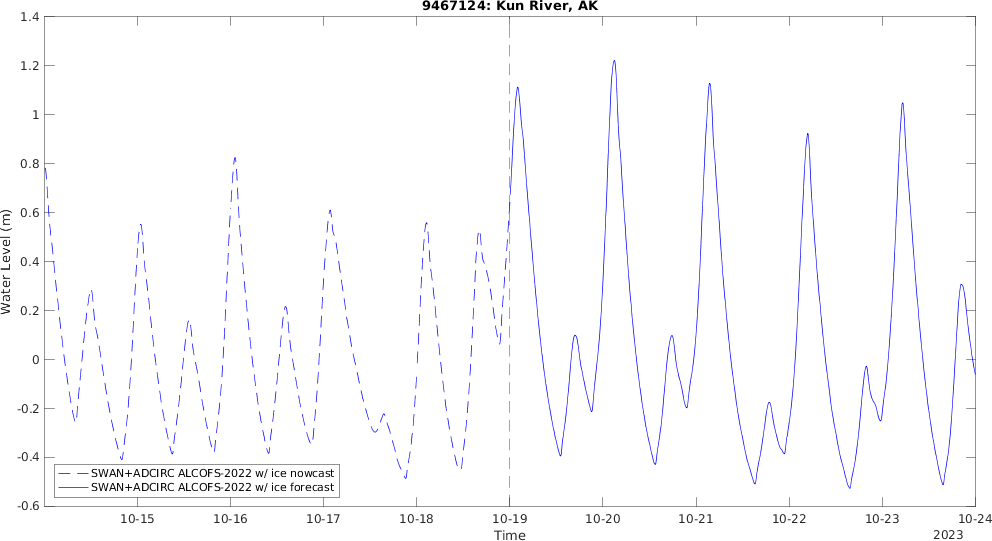 9467124: Kun River, AK
1.4
1.2
1
0.8
0.6
0.4
0.2
0
-0.2
-0.4
-0.6
Water Level (m)
SWAN+ADCIRC ALCOFS-2022 w/ ice nowcast
SWAN+ADCIRC ALCOFS-2022 w/ ice forecast
10-15 10-16 10-17 10-18 10-19 10-20 10-21 10-22 10-23 10-24
Time
2023